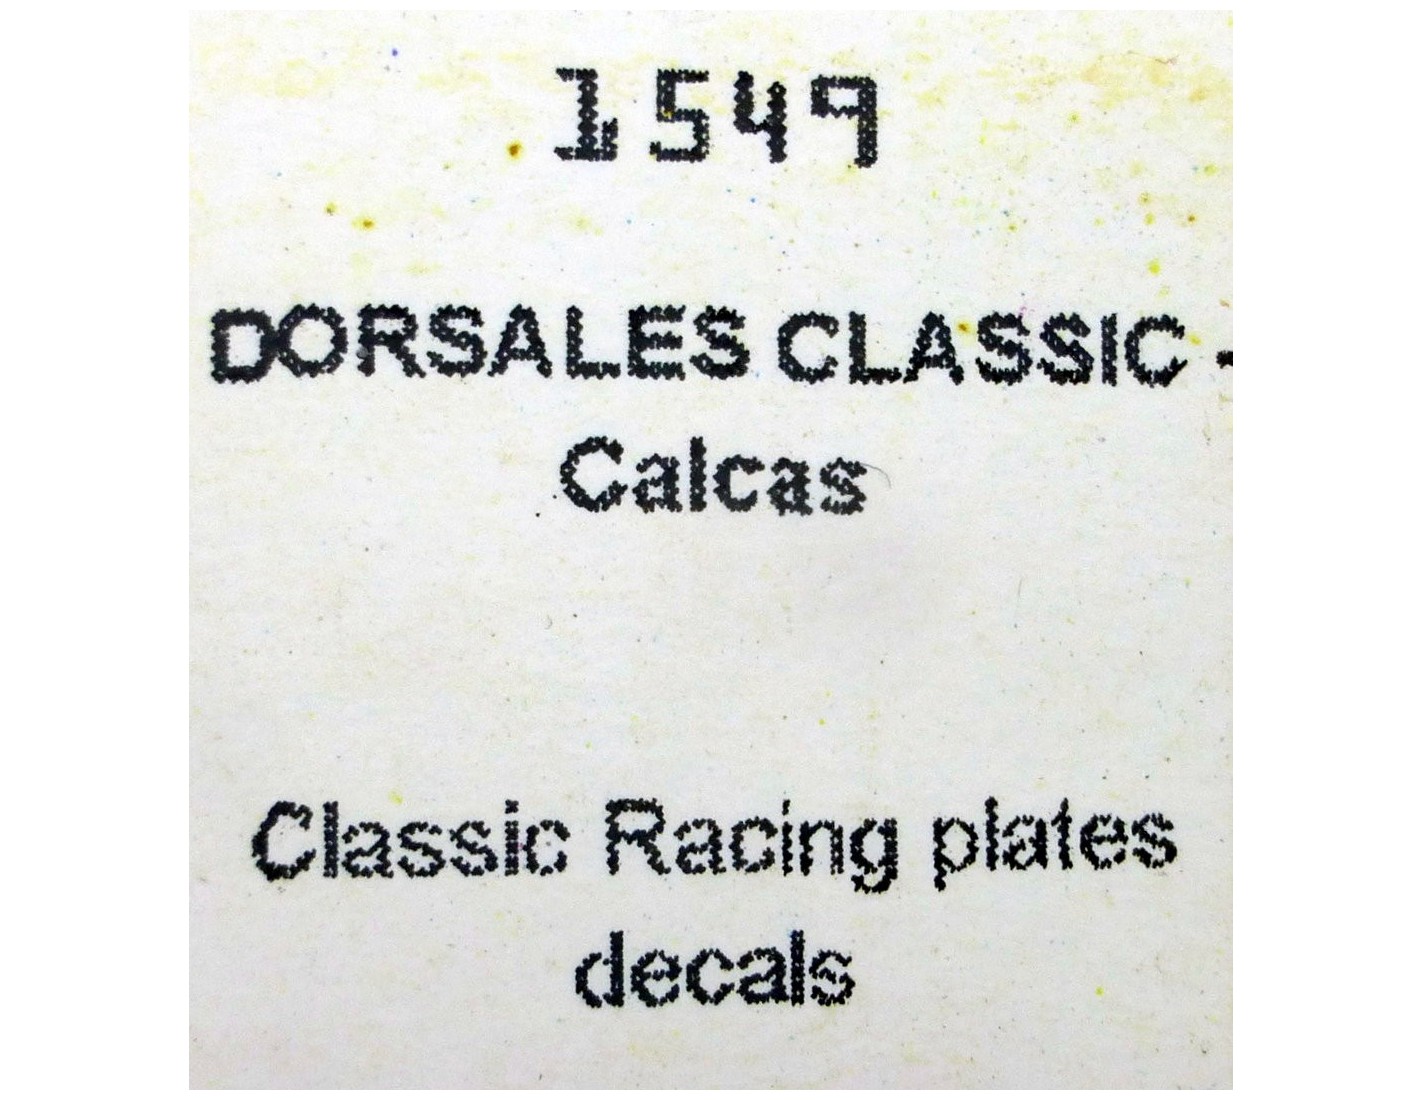 1549
DORSALES CLASSIC -
Calcas
Classic Racing plates
decals